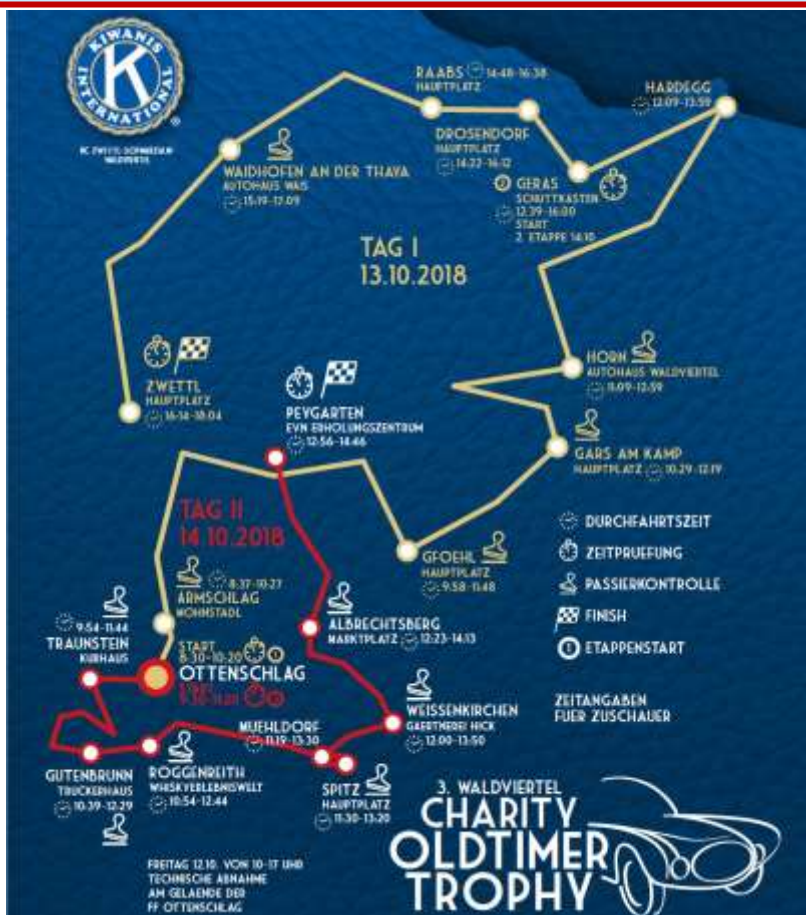 KIWANIS
INTERNATIONAL
K
WALDVIERTEL
RAABS 14:48-16:38
HAUPTPLATZ
HARDEGG
12:09-13:59
DROSENDORF
HAUPTPLATZ
14:22-16:12
WAIDHOFEN AN DER THAYA
AUTOHAUS WAIS
15:19-17:09
GERAS
SCHUTTKASTEN
12:39-16:00
START
2. ETAPPE 14:10
TAG I
13.10.2018
HORN
AUTOHAUS WALDVIERTEL
11:09-12:59
ZWETTL
HAUPTPLATZ
16:14-18:04
PEYGARTEN
EVN ERHOLUNGSZENTRUM
12:56-14:46
GARS AM KAMP
HAUPTPLATZ 10:29-12:19
TAG II
14.10.2018
GFOEHL
HAUPTPLATZ
9:58-11:48
DURCHFAHRTSZEIT
ZEITPRUEFUNG
PASSIERKONTROLLE
FINISH
ETAPPENSTART
8:37-10:27
ARMSCHLAG
MOHNSTADL
9:54-11:44
TRAUNSTEIN
KURHAUS
START
8:30-10:20
OTTENSCHLAG
ALBRECHTSBERG
MARKTPLATZ 12:23-14:13
WEISSENKIRCHEN
GAERTNEREI HICK
12:00-13:50
ZEITANGABEN
FUER ZUSCHAUER
MUEHLDORF
11:19-13:30
GUTENBRUNN
TRUCKERHAUS
10:39-12:29
ROGGENREITH
WHISKYERLEBNISWELT
10:54-12:44
SPITZ
HAUPTPLATZ
11:30-13:20
3. WALDVIERTEL
CHARITY
OLDTIMER
TROPHY
FREITAG 12.10. VON 10-17 UHR
TECHNISCHE ABNAHME
AM GELAENDE DER
FF OTTENSCHLAG